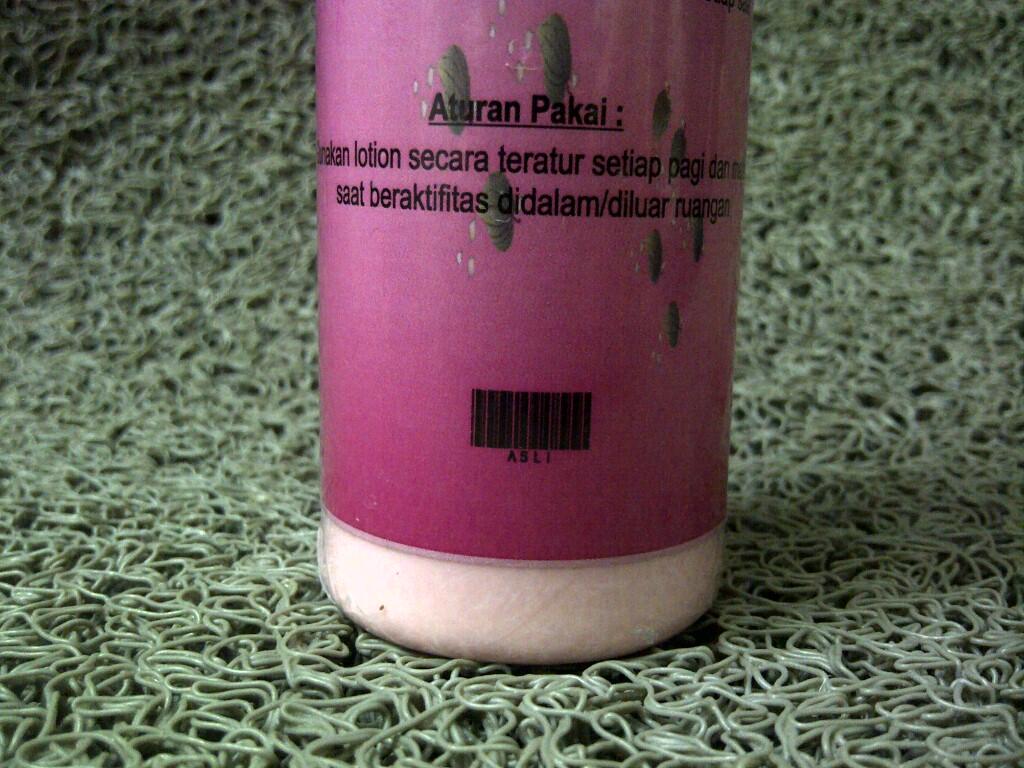 Aturan Pakai :
lotion secara teratur setiap pagi dan
saat beraktifitas didalam/diluar ruangan
ASLI